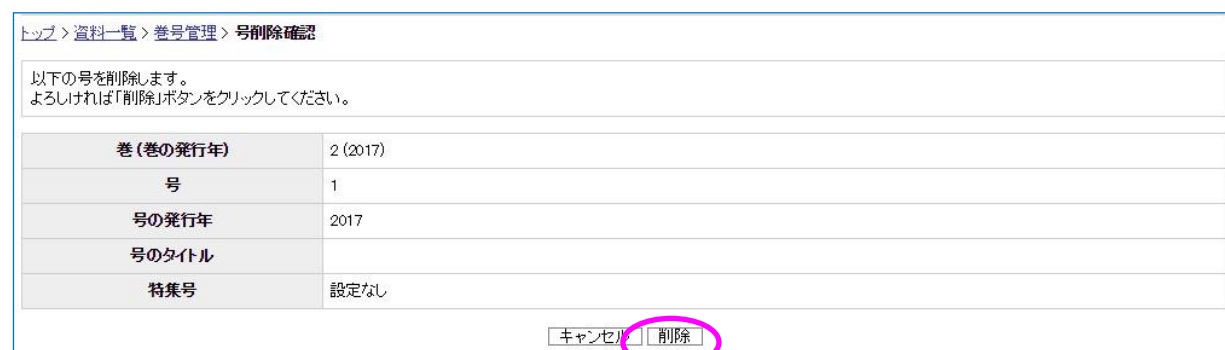 トップ > 資料一覧 > 巻号管理 > 号削除確認
以下の号を削除します。
よろしければ「削除」ボタンをクリックしてください。
巻(巻の発行年) 2 (2017)
号 1
号の発行年 2017
号のタイトル
特集号 設定なし
キャンセル 削除